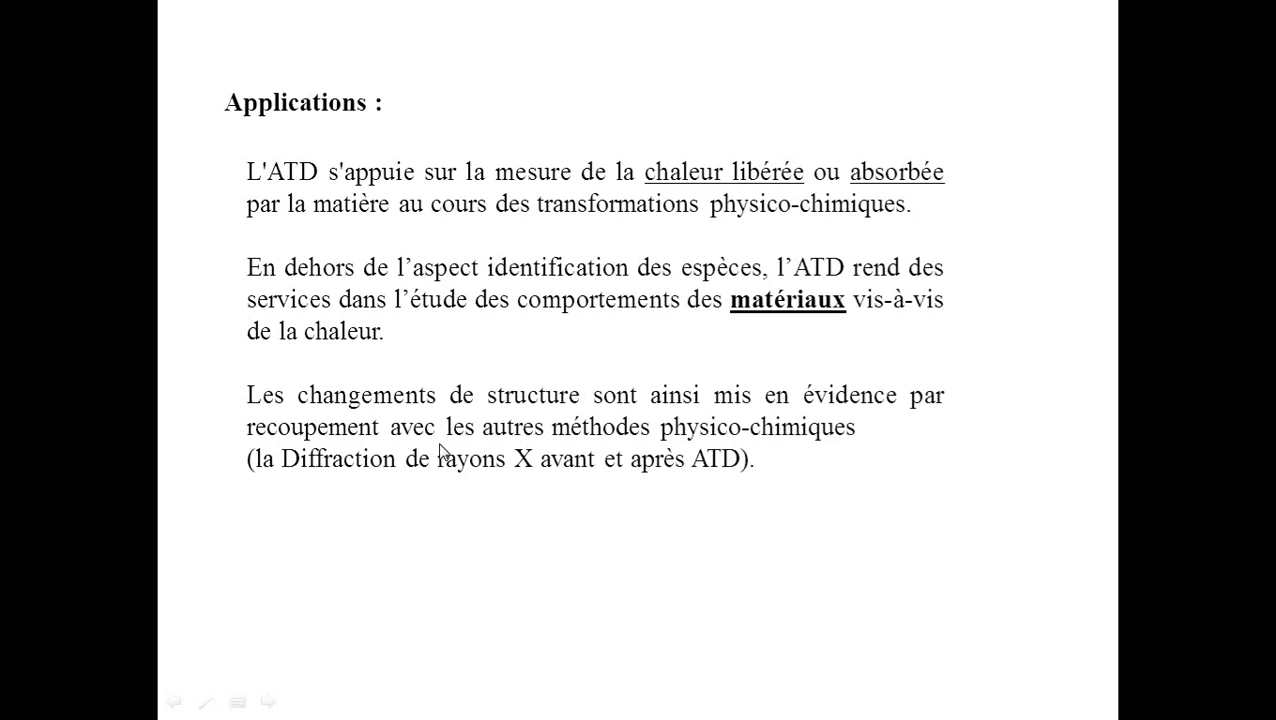 Applications :
L'ATD s'appuie sur la mesure de la chaleur libérée ou absorbée
par la matière au cours des transformations physico-chimiques.
En dehors de l’aspect identification des espèces, l’ATD rend des
services dans l’étude des comportements des matériaux vis-à-vis
de la chaleur.
Les changements de structure sont ainsi mis en évidence par
recoupement avec les autres méthodes physico-chimiques
(la Diffraction de rayons X avant et après ATD).